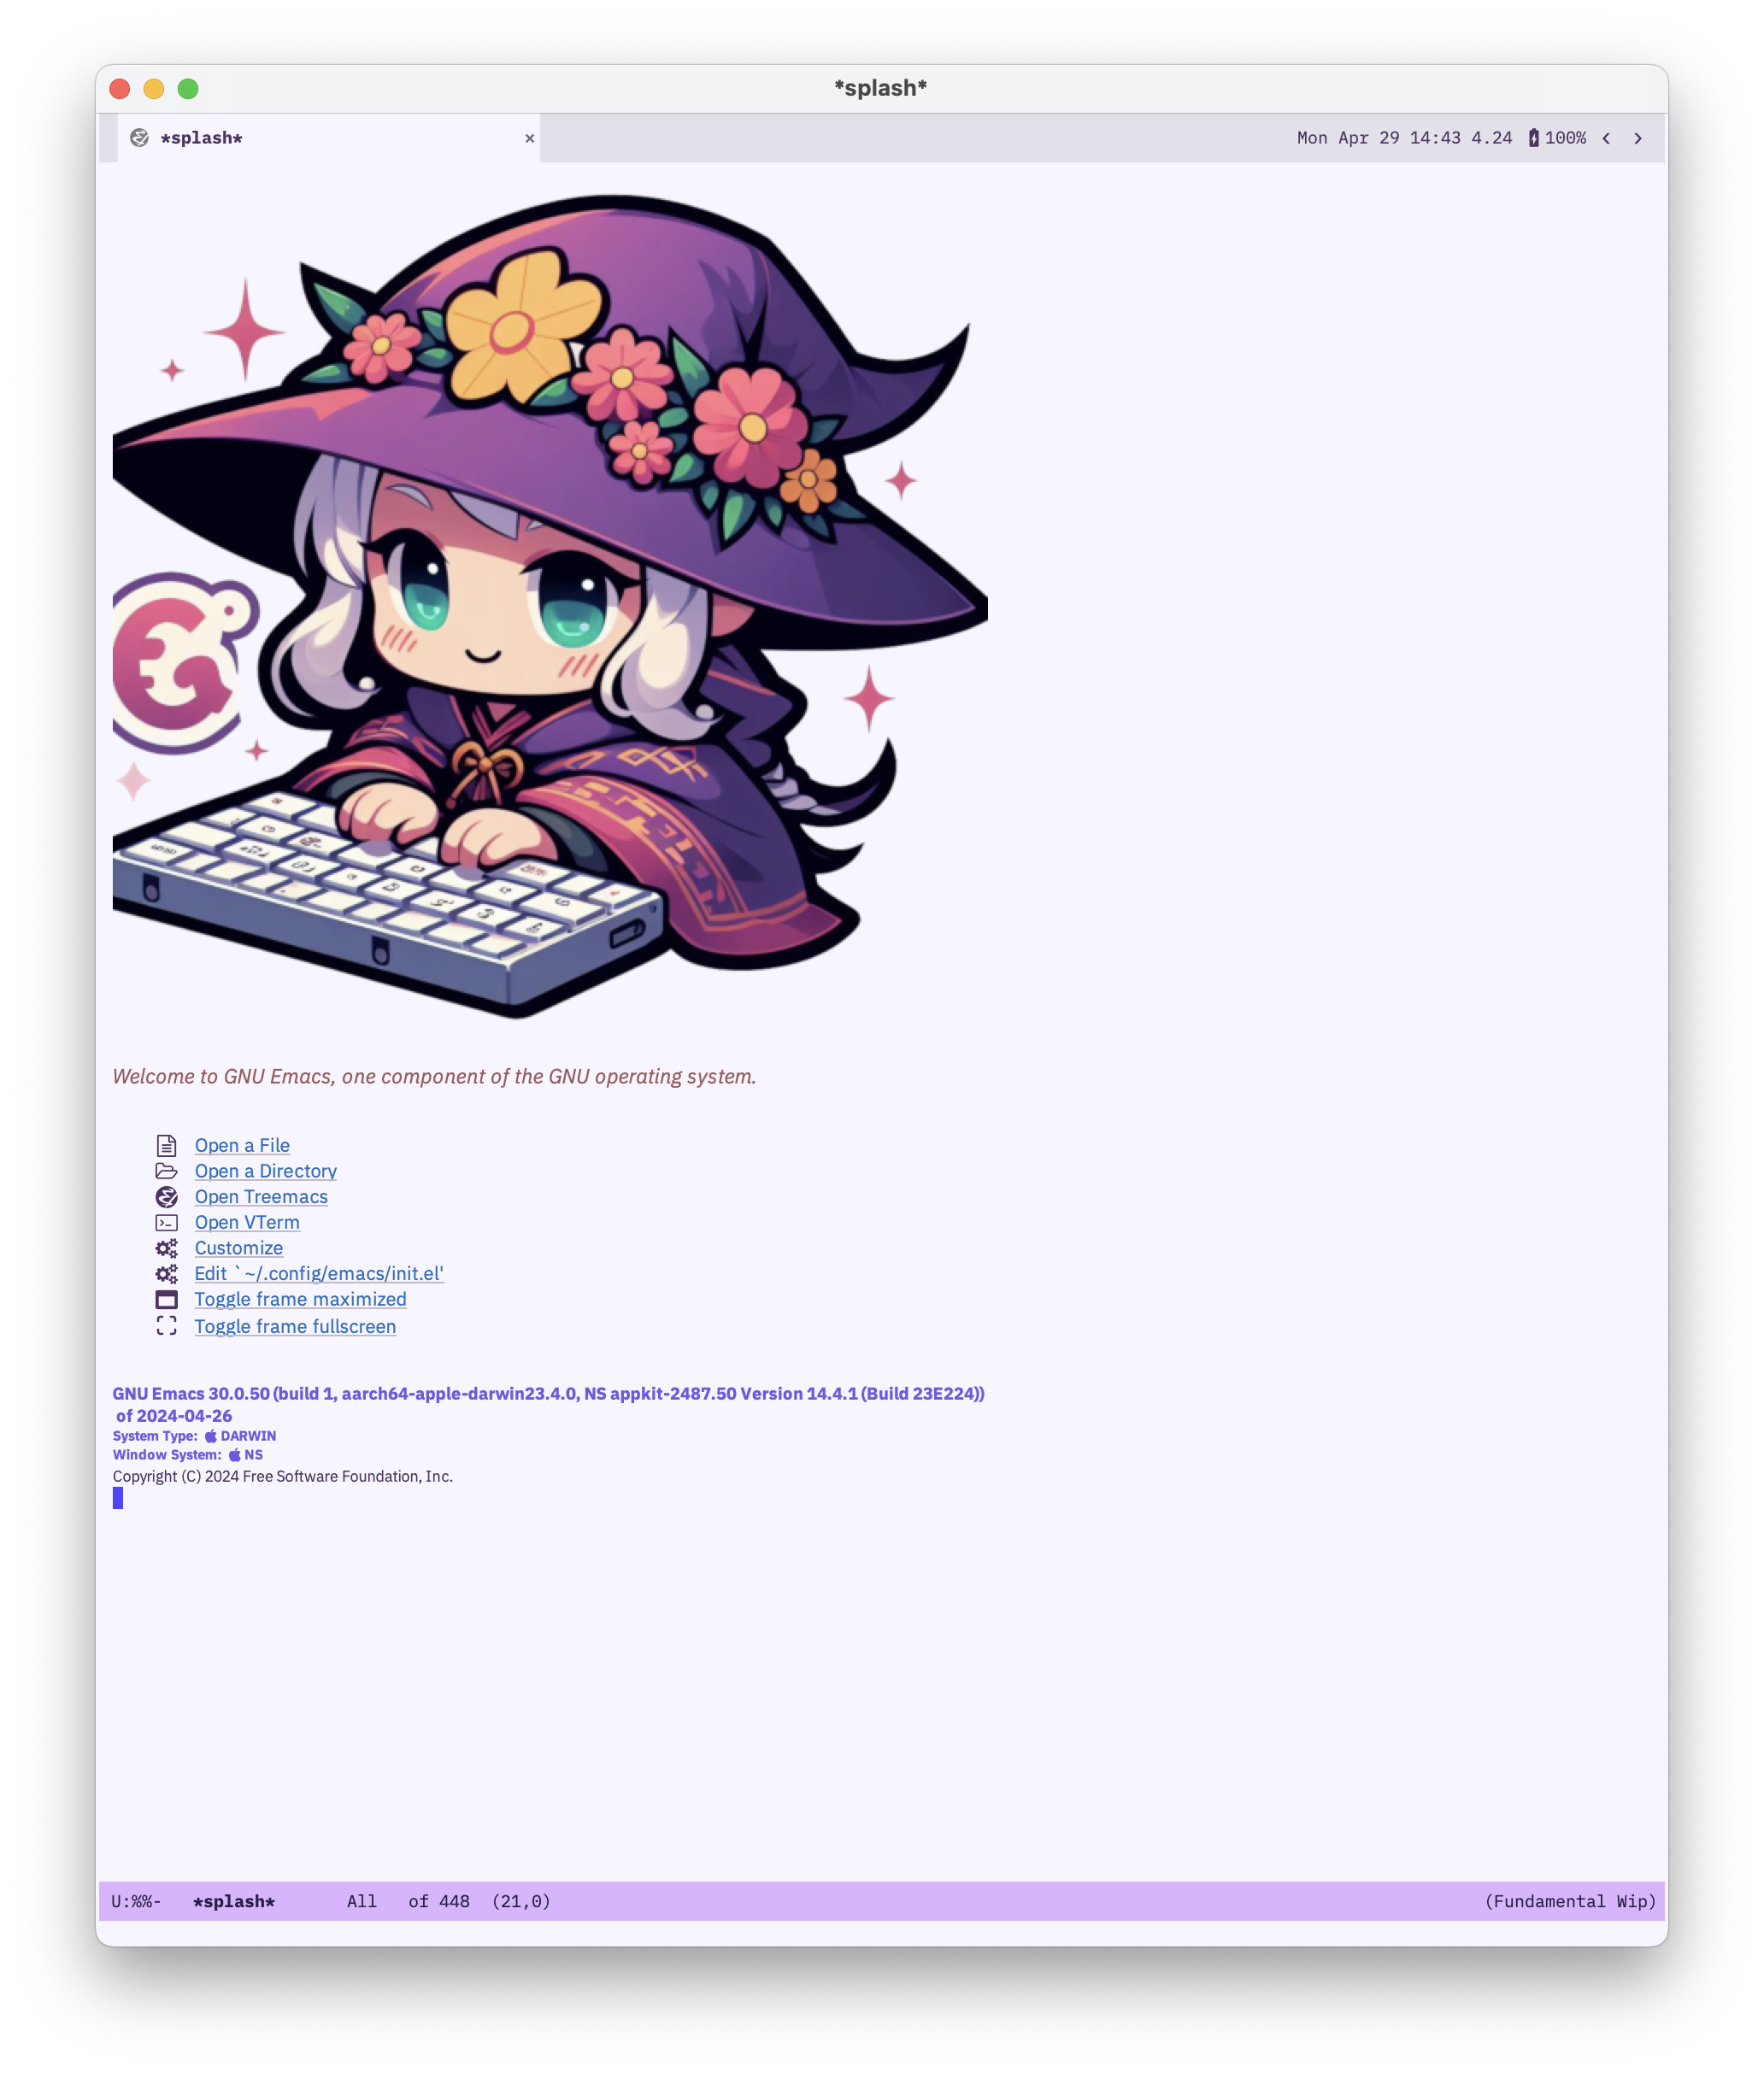 *splash*
*splash* × Mon Apr 29 14:43 4.24 100% ‹ ›
Welcome to GNU Emacs, one component of the GNU operating system.
Open a File
Open a Directory
Open Treemacs
Open VTerm
Customize
Edit `~/.config/emacs/init.el'
Toggle frame maximized
Toggle frame fullscreen
GNU Emacs 30.0.50 (build 1, aarch64-apple-darwin23.4.0, NS appkit-2487.50 Version 14.4.1 (Build 23E224))
of 2024-04-26
System Type: DARWIN
Window System: NS
Copyright (C) 2024 Free Software Foundation, Inc.
U:%%- *splash* All of 448 (21,0) (Fundamental Wip)